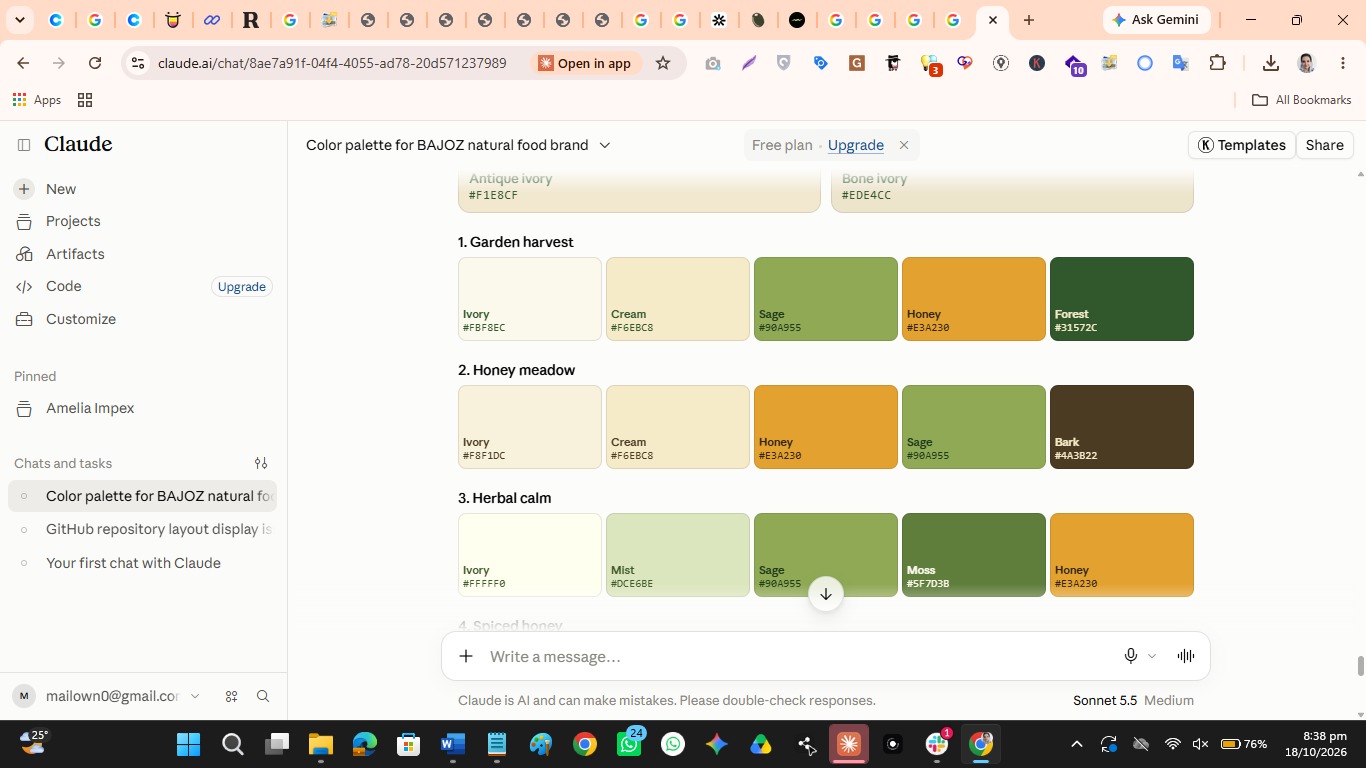 Ask Gemini
claude.ai/chat/8ae7a91f-04f4-4055-ad78-20d571237989
Open in app
3
10
Apps
All Bookmarks
Claude
Color palette for BAJOZ natural food brand
Free plan · Upgrade
Templates
Share
New
Projects
Artifacts
Code
Upgrade
Customize
Pinned
Amelia Impex
Chats and tasks
Color palette for BAJOZ natural foo
GitHub repository layout display is
Your first chat with Claude
M
mailown0@gmail.cor
Antique ivory
#F1E8CF
Bone ivory
#EDE4CC
1. Garden harvest
Ivory
#FBF8EC
Cream
#F6EBC8
Sage
#90A955
Honey
#E3A230
Forest
#31572C
2. Honey meadow
Ivory
#F8F1DC
Cream
#F6EBC8
Honey
#E3A230
Sage
#90A955
Bark
#4A3B22
3. Herbal calm
Ivory
#FFFFF0
Mist
#DCE6BE
Sage
#90A955
Moss
#5F7D3B
Honey
#E3A230
4. Spiced honey
Write a message...
Claude is AI and can make mistakes. Please double-check responses.
Sonnet 5.5 Medium
25°
24
1
76%
8:38 pm
18/10/2026